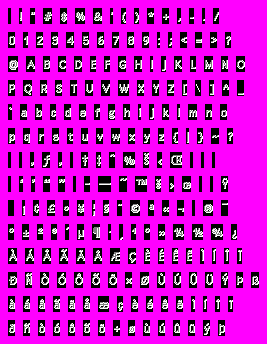 ! " # $ % & ' ( ) * + , - . /
0 1 2 3 4 5 6 7 8 9 : ; < = > ?
@ A B C D E F G H I J K L M N O
P Q R S T U V W X Y Z [ \ ] ^ _
` a b c d e f g h i j k l m n o
p q r s t u v w x y z { | } ~ ?
‚ ƒ „ … † ‡ ˆ ‰ Š ‹ Œ
‘ ’ “ ” • – — ˜ ™ š › œ Ÿ
¡ ¢ £ ¤ ¥ ¦ § ¨ © ª « ¬ ® ¯
° ± ² ³ ´ µ ¶ · ¸ ¹ º » ¼ ½ ¾ ¿
À Á Â Ã Ä Å Æ Ç È É Ê Ë Ì Í Î Ï
Ð Ñ Ò Ó Ô Õ Ö × Ø Ù Ú Û Ü Ý Þ ß
à á â ã ä å æ ç è é ê ë ì í î ï
ð ñ ò ó ô õ ö ÷ ø ù ú û ü ý þ